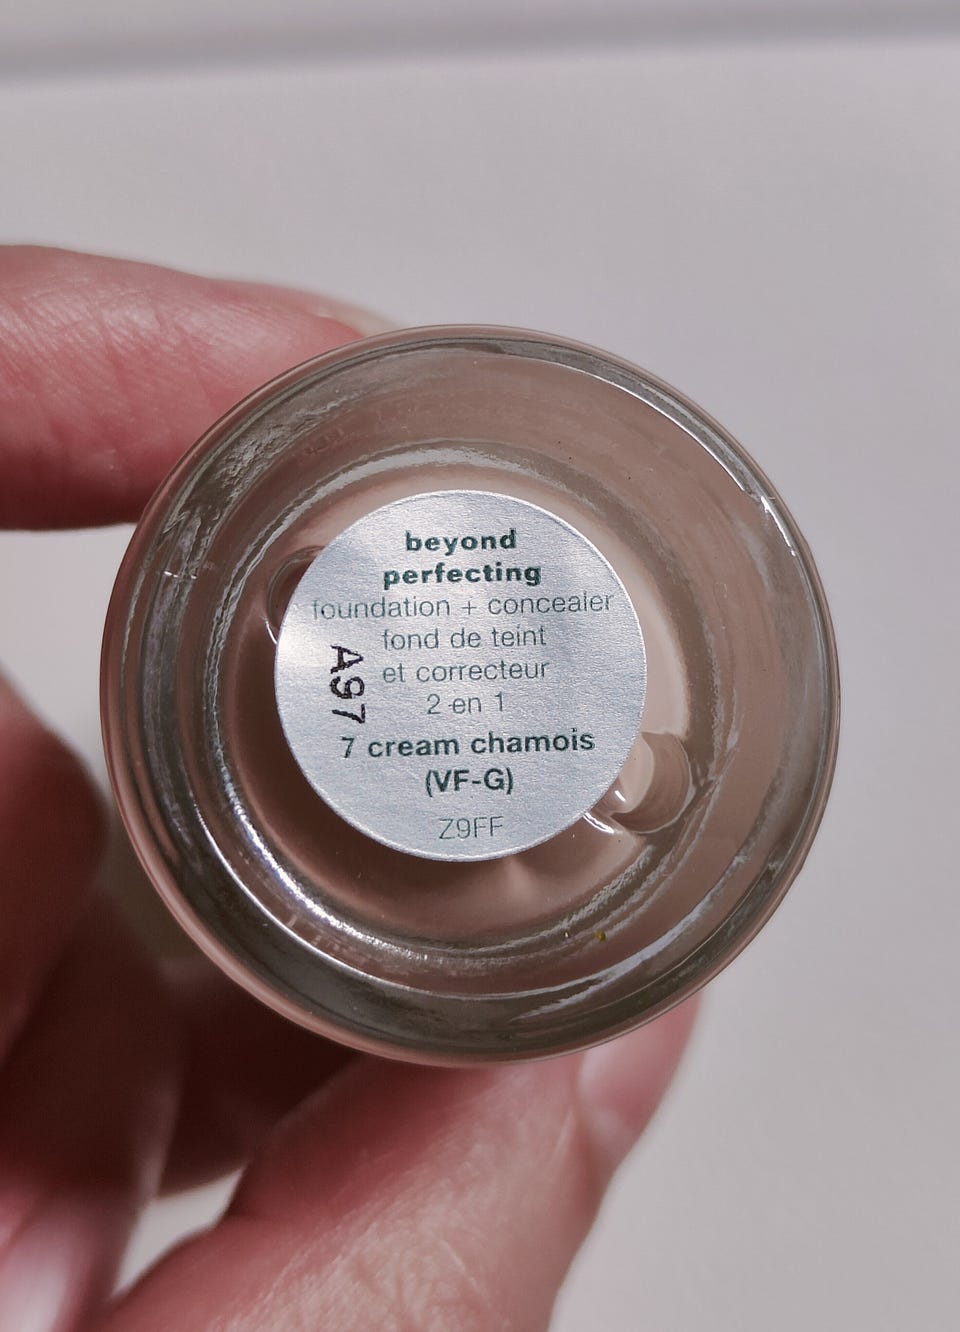 beyond
perfecting
foundation + concealer
fond de teint
et correcteur
2 en 1
7 cream chamois
(VF-G)
Z9FF
A97